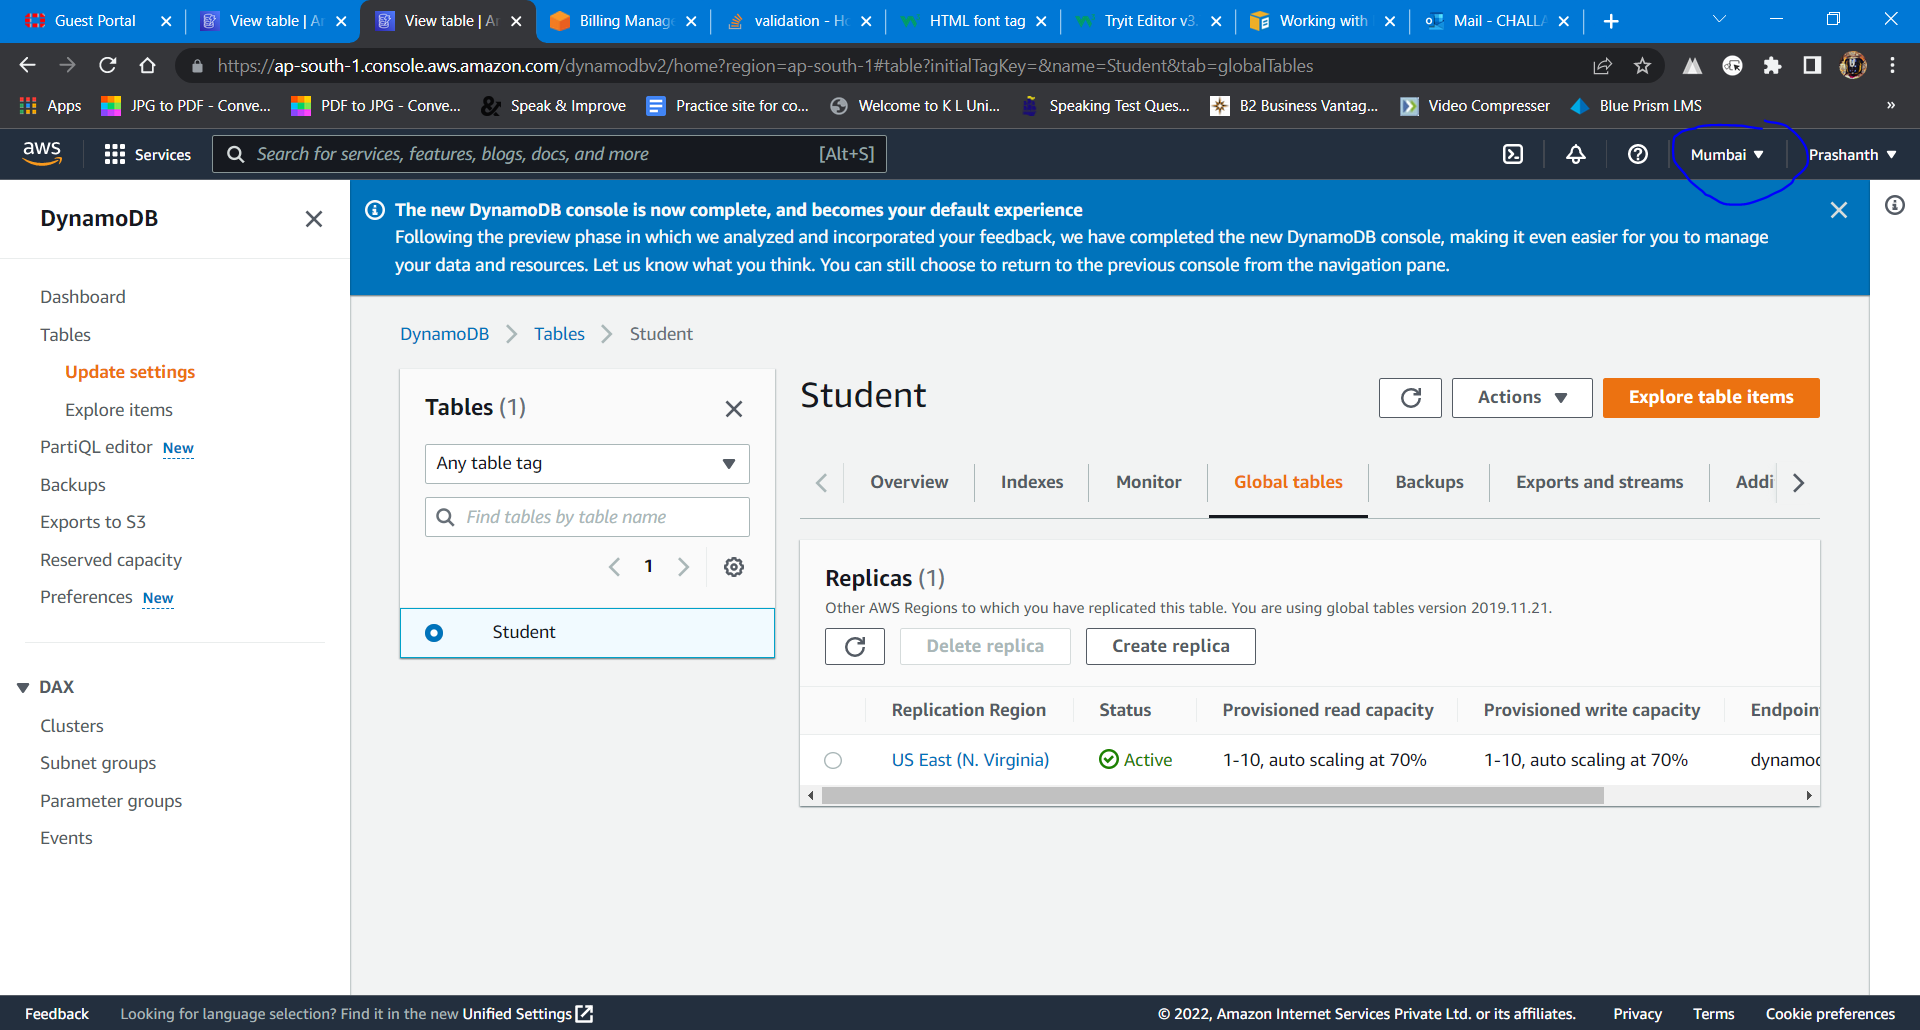 Guest Portal
View table | A
View table | A
Billing Manag
validation - H
HTML font tag
Tryit Editor v3.
Working with
Mail - CHALLA
https://ap-south-1.console.aws.amazon.com/dynamodbv2/home?region=ap-south-1#table?initialTagKey=&name=Student&tab=globalTables
Apps
JPG to PDF - Conve...
PDF to JPG - Conve...
Speak & Improve
Practice site for co...
Welcome to K L Uni...
Speaking Test Ques...
B2 Business Vantag...
Video Compresser
Blue Prism LMS
»
aws
Services
Search for services, features, blogs, docs, and more
[Alt+S]
Mumbai
Prashanth
DynamoDB
The new DynamoDB console is now complete, and becomes your default experience
Following the preview phase in which we analyzed and incorporated your feedback, we have completed the new DynamoDB console, making it even easier for you to manage
your data and resources. Let us know what you think. You can still choose to return to the previous console from the navigation pane.
Dashboard
Tables
Update settings
Explore items
PartiQL editor New
Backups
Exports to S3
Reserved capacity
Preferences New
DAX
Clusters
Subnet groups
Parameter groups
Events
DynamoDB
Tables
Student
Tables (1)
Any table tag
Find tables by table name
1
Student
Student
Actions
Explore table items
Overview
Indexes
Monitor
Global tables
Backups
Exports and streams
Addi
Replicas (1)
Other AWS Regions to which you have replicated this table. You are using global tables version 2019.11.21.
Delete replica
Create replica
Replication Region
Status
Provisioned read capacity
Provisioned write capacity
Endpoin
US East (N. Virginia)
Active
1-10, auto scaling at 70%
1-10, auto scaling at 70%
dynamod
Feedback
Looking for language selection? Find it in the new Unified Settings
© 2022, Amazon Internet Services Private Ltd. or its affiliates.
Privacy
Terms
Cookie preferences